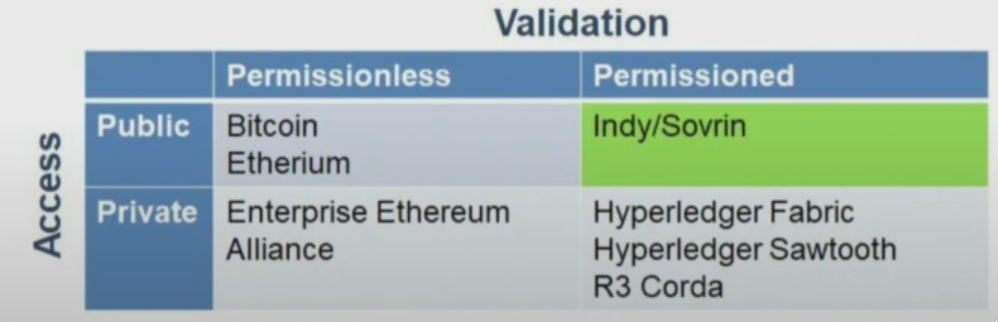 Validation
Permissionless Permissioned
Access
Public Bitcoin Indy/Sovrin
Etherium
Private Enterprise Ethereum Hyperledger Fabric
Alliance Hyperledger Sawtooth
R3 Corda